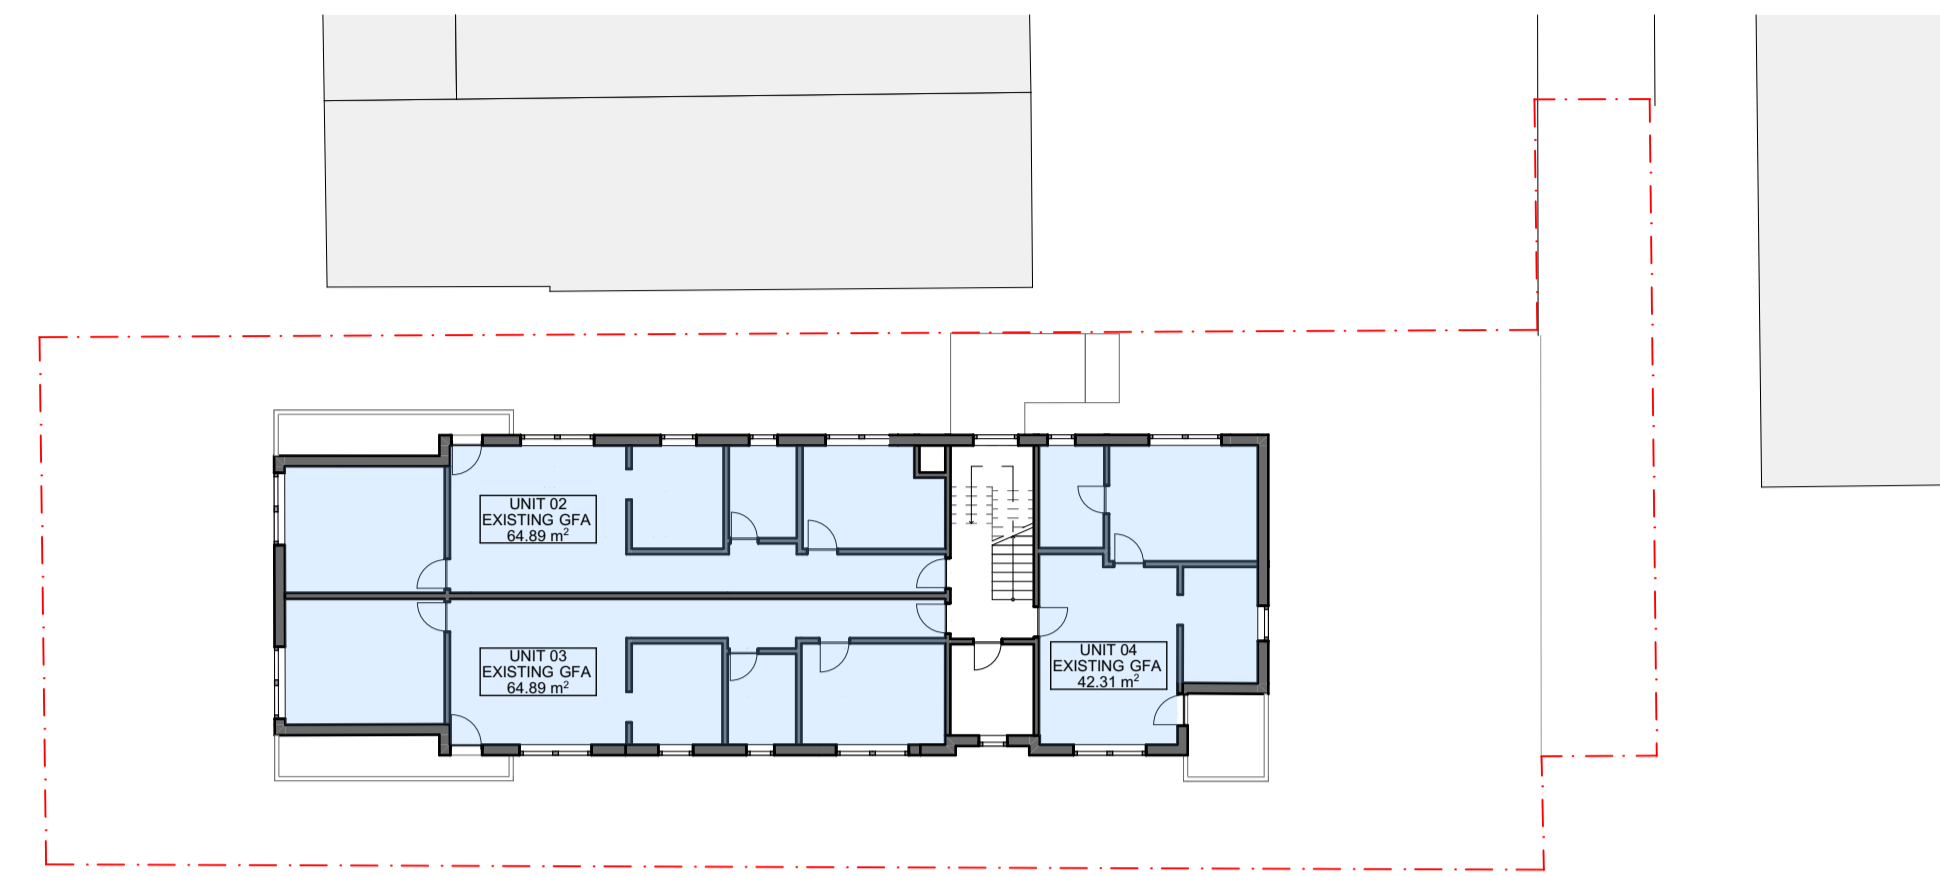 UNIT 02
EXISTING GFA
64.89 m²
UNIT 03
EXISTING GFA
64.89 m²
UNIT 04
EXISTING GFA
42.31 m²